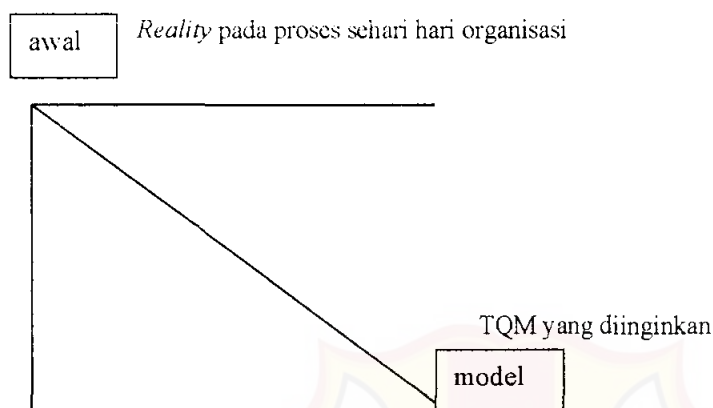 awal
Reality pada proses sehari hari organisasi
TQM yang diinginkan
model